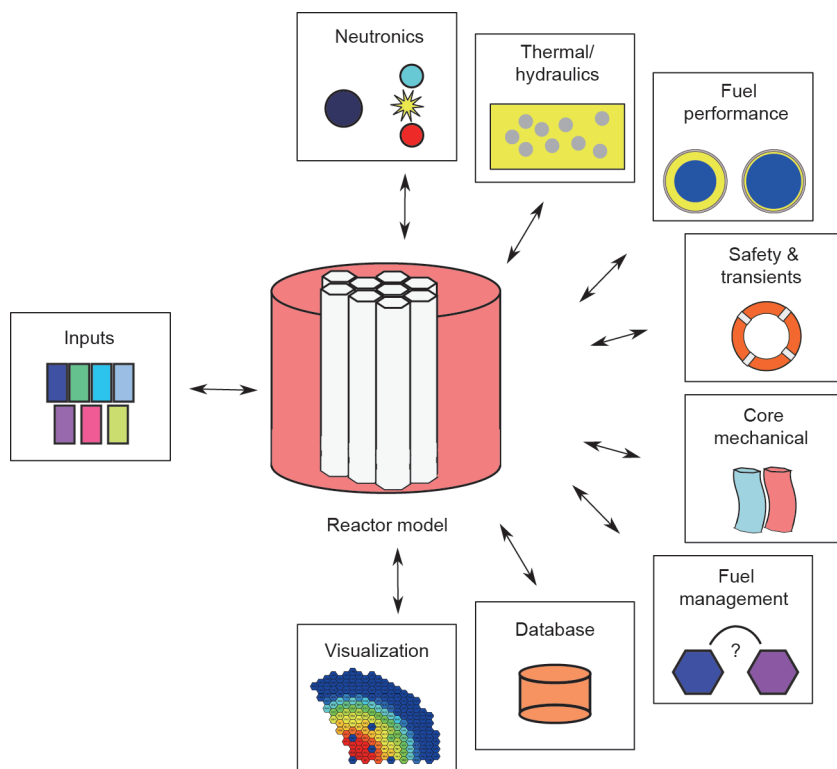 Neutronics
Thermal/
hydraulics
Fuel
performance
Safety &
transients
Inputs
Core
mechanical
Reactor model
Fuel
management
?
Database
Visualization